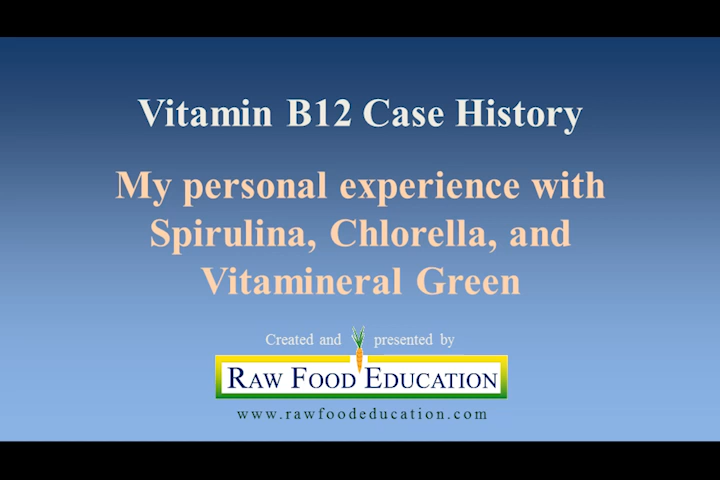 Vitamin B12 Case History
My personal experience with
Spirulina, Chlorella, and
Vitamineral Green
Created and presented by
RAW FOOD EDUCATION
www.rawfoodeducation.com